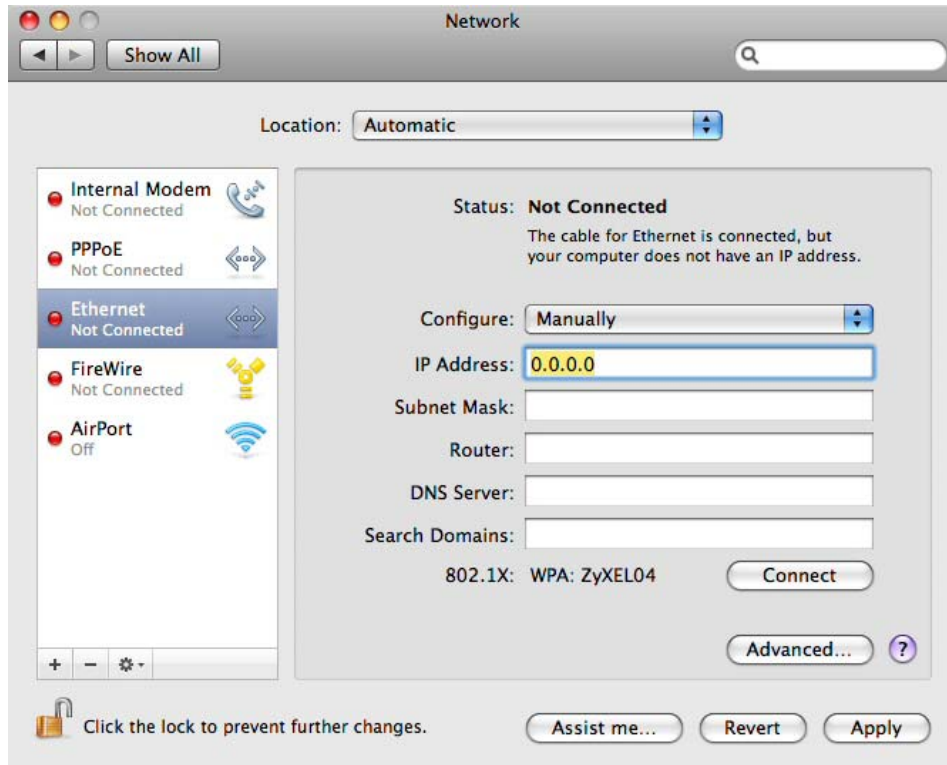 Network
Show All
Location: Automatic
Internal Modem
Not Connected
PPPoE
Not Connected
Ethernet
Not Connected
FireWire
Not Connected
AirPort
Off
Status: Not Connected
The cable for Ethernet is connected, but
your computer does not have an IP address.
Configure: Manually
IP Address: 0.0.0.0
Subnet Mask:
Router:
DNS Server:
Search Domains:
802.1X: WPA: ZyXEL04 Connect
Advanced... ?
Click the lock to prevent further changes. Assist me... Revert Apply